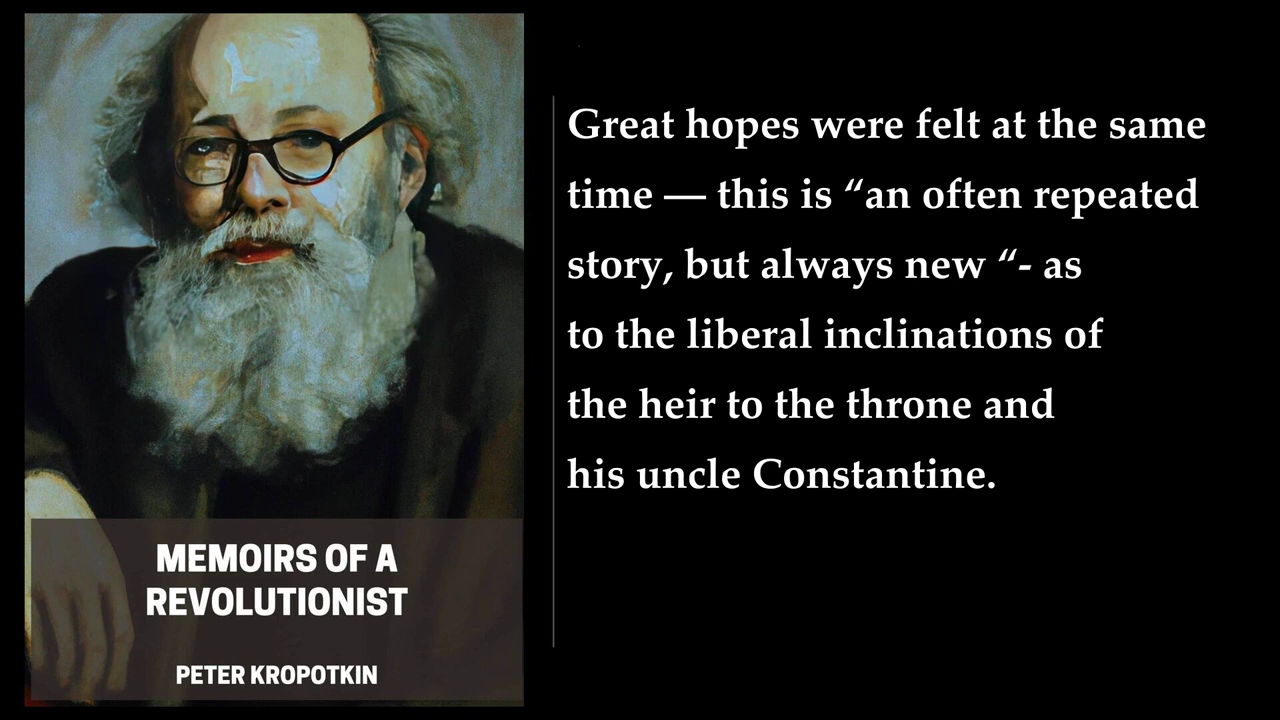 Great hopes were felt at the same
time — this is “an often repeated
story, but always new “- as
to the liberal inclinations of
the heir to the throne and
his uncle Constantine.
MEMOIRS OF A
REVOLUTIONIST
PETER KROPOTKIN